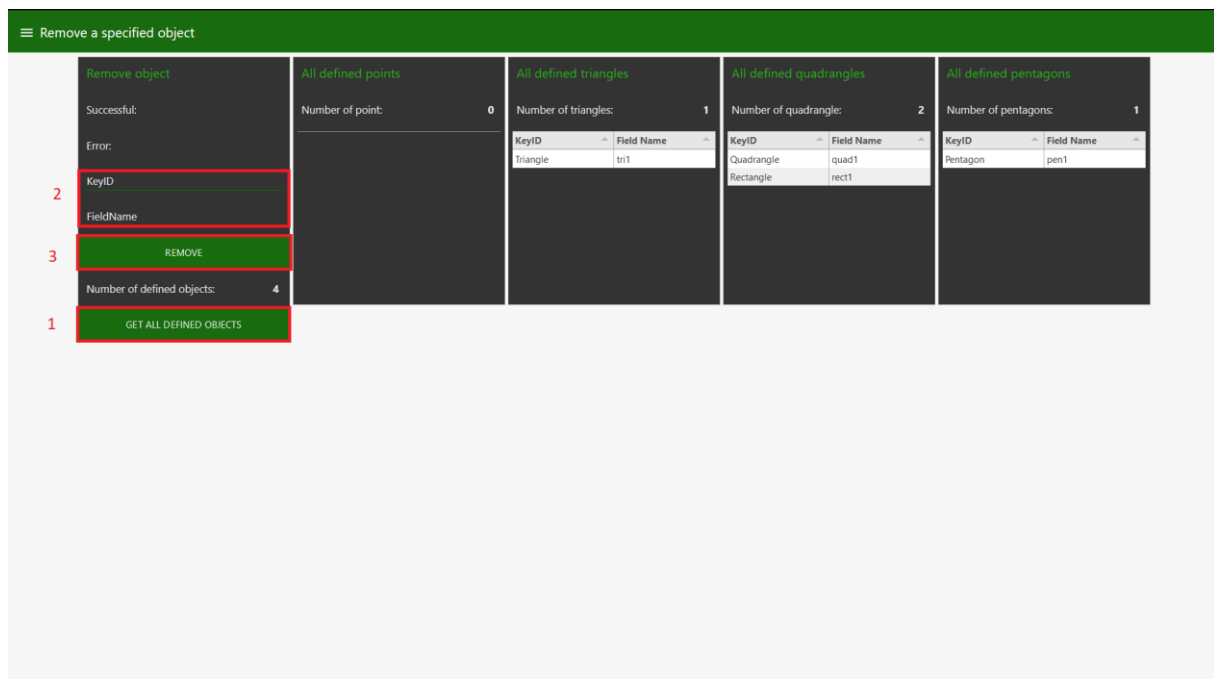 Remove a specified object
Remove object
Successful:
Error:
2
KeyID
FieldName
3
REMOVE
Number of defined objects: 4
1
GET ALL DEFINED OBJECTS
All defined points
Number of point: 0
All defined triangles
Number of triangles: 1
KeyID Field Name
Triangle tri1
All defined quadrangles
Number of quadrangle: 2
KeyID Field Name
Quadrangle quad1
Rectangle rect1
All defined pentagons
Number of pentagons: 1
KeyID Field Name
Pentagon pen1